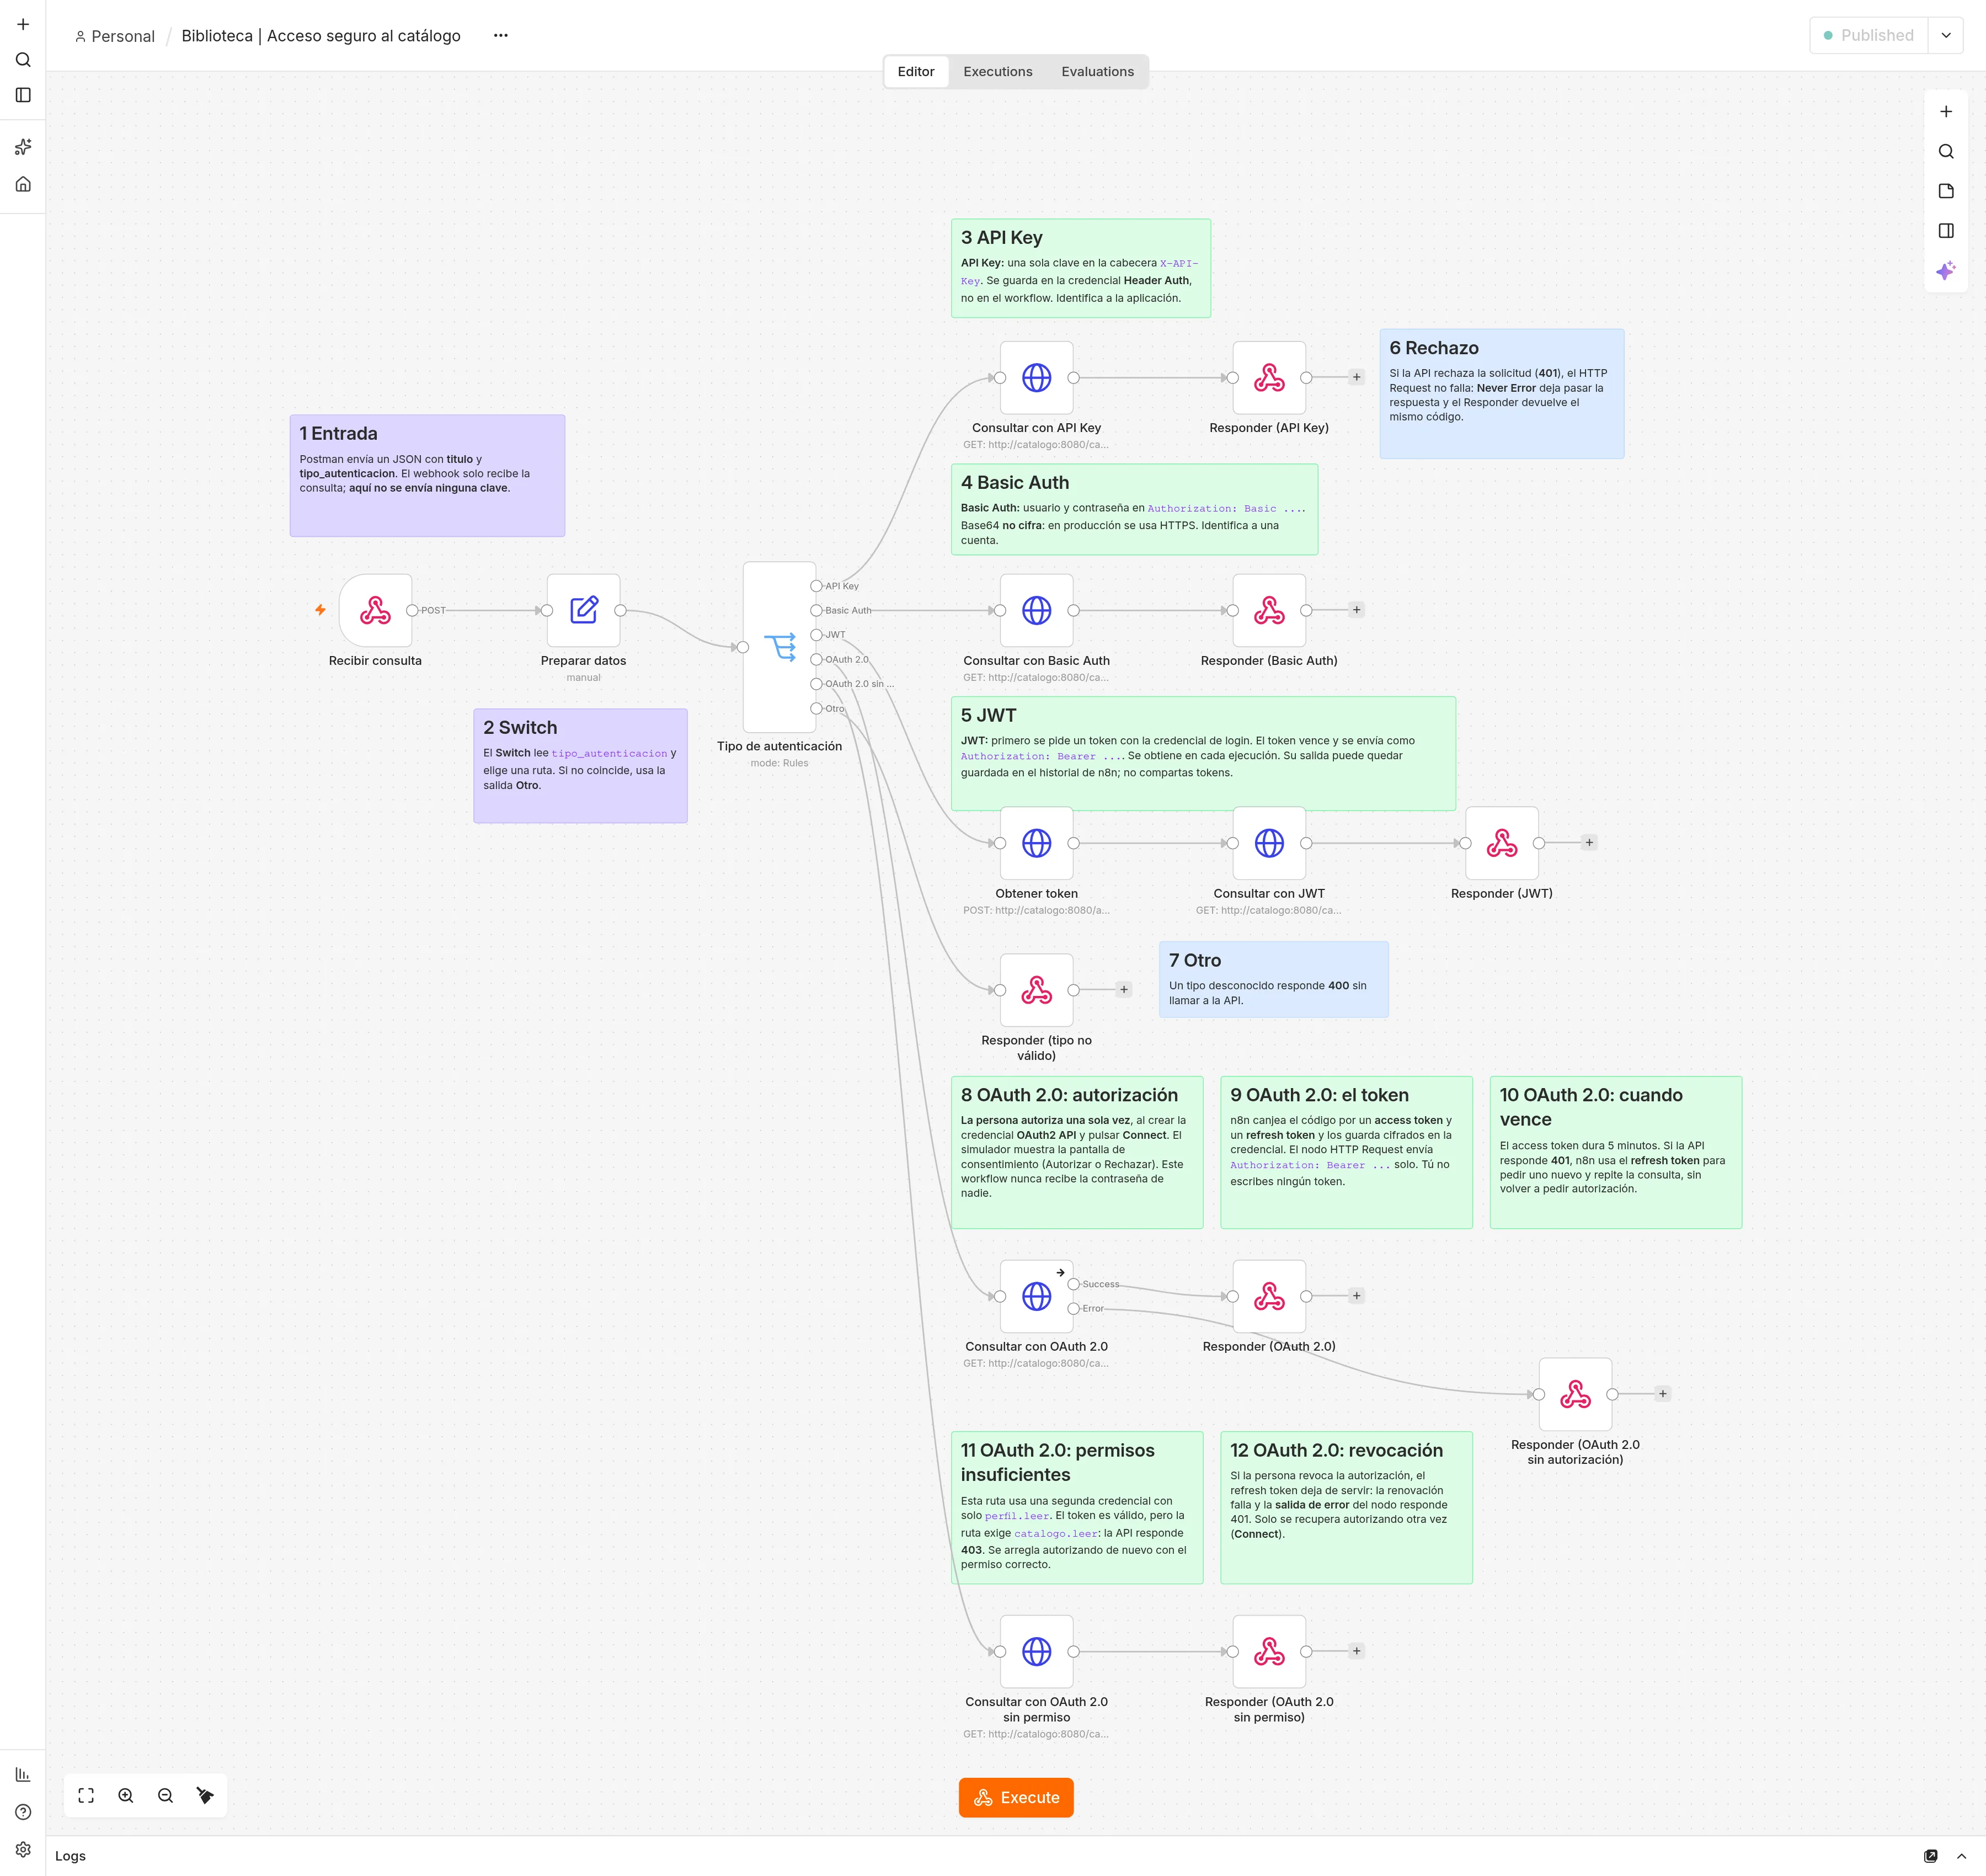 Personal / Biblioteca | Acceso seguro al catálogo
Published
Editor Executions Evaluations
3 API Key
API Key: una sola clave en la cabecera X-API-
Key. Se guarda en la credencial Header Auth,
no en el workflow. Identifica a la aplicación.
6 Rechazo
Si la API rechaza la solicitud (401), el HTTP
Request no falla: Never Error deja pasar la
respuesta y el Responder devuelve el
mismo código.
Consultar con API Key
GET: http://catalogo:8080/ca...
Responder (API Key)
1 Entrada
Postman envía un JSON con titulo y
tipo_autenticacion. El webhook solo recibe la
consulta; aquí no se envía ninguna clave.
4 Basic Auth
Basic Auth: usuario y contraseña en Authorization: Basic ....
Base64 no cifra: en producción se usa HTTPS. Identifica a una
cuenta.
POST
Recibir consulta
Preparar datos
manual
API Key
Basic Auth
JWT
OAuth 2.0
OAuth 2.0 sin ...
Otro
Tipo de autenticación
mode: Rules
Consultar con Basic Auth
GET: http://catalogo:8080/ca...
Responder (Basic Auth)
2 Switch
El Switch lee tipo_autenticacion y
elige una ruta. Si no coincide, usa la
salida Otro.
5 JWT
JWT: primero se pide un token con la credencial de login. El token vence y se envía como
Authorization: Bearer .... Se obtiene en cada ejecución. Su salida puede quedar
guardada en el historial de n8n; no compartas tokens.
Obtener token
POST: http://catalogo:8080/a...
Consultar con JWT
GET: http://catalogo:8080/ca...
Responder (JWT)
Responder (tipo no
válido)
7 Otro
Un tipo desconocido responde 400 sin
llamar a la API.
8 OAuth 2.0: autorización
La persona autoriza una sola vez, al crear la
credencial OAuth2 API y pulsar Connect. El
simulador muestra la pantalla de
consentimiento (Autorizar o Rechazar). Este
workflow nunca recibe la contraseña de
nadie.
9 OAuth 2.0: el token
n8n canjea el código por un access token y
un refresh token y los guarda cifrados en la
credencial. El nodo HTTP Request envía
Authorization: Bearer ... solo. Tú no
escribes ningún token.
10 OAuth 2.0: cuando
vence
El access token dura 5 minutos. Si la API
responde 401, n8n usa el refresh token para
pedir uno nuevo y repite la consulta, sin
volver a pedir autorización.
Success
Error
Consultar con OAuth 2.0
GET: http://catalogo:8080/ca...
Responder (OAuth 2.0)
Responder (OAuth 2.0
sin autorización)
11 OAuth 2.0: permisos
insuficientes
Esta ruta usa una segunda credencial con
solo perfil.leer. El token es válido, pero la
ruta exige catalogo.leer: la API responde
403. Se arregla autorizando de nuevo con el
permiso correcto.
12 OAuth 2.0: revocación
Si la persona revoca la autorización, el
refresh token deja de servir: la renovación
falla y la salida de error del nodo responde
401. Solo se recupera autorizando otra vez
(Connect).
Consultar con OAuth 2.0
sin permiso
GET: http://catalogo:8080/ca...
Responder (OAuth 2.0
sin permiso)
Execute
Logs